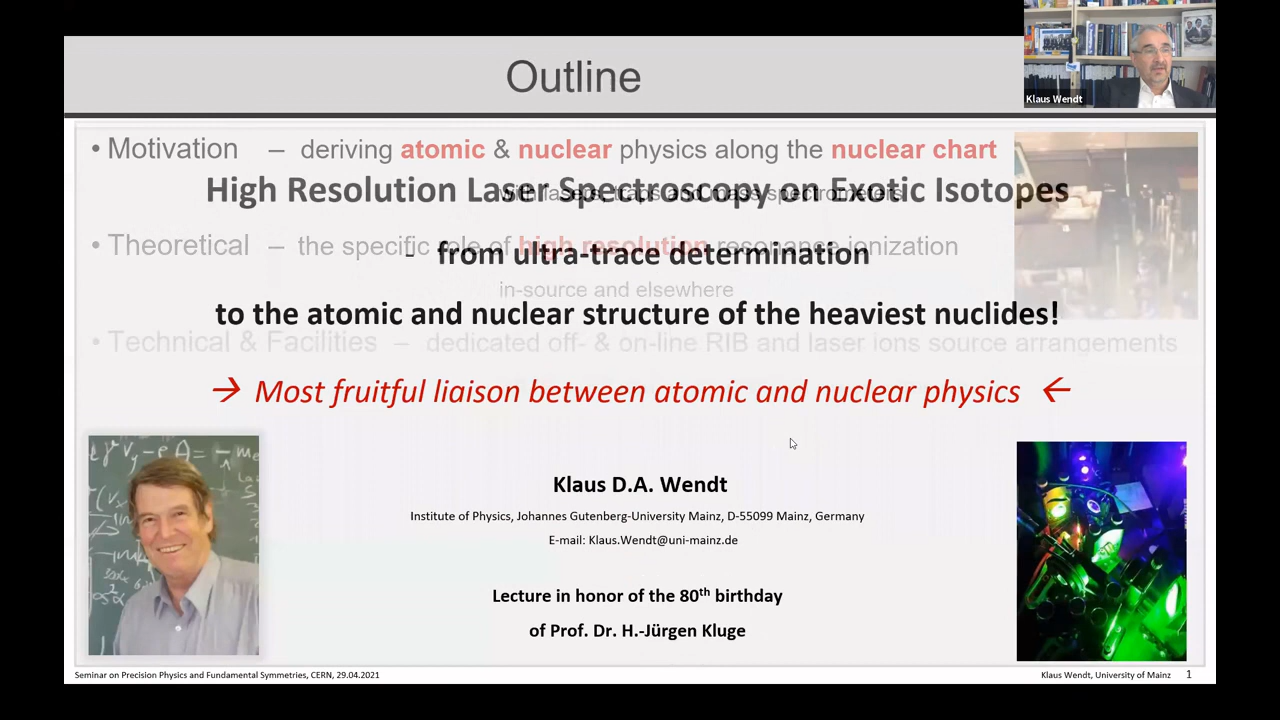 Outline
Klaus Wendt
• Motivation – deriving atomic & nuclear physics along the nuclear chart
with lasers, traps and mass spectrometers
High Resolution Laser Spectroscopy on Exotic Isotopes
• Theoretical – the specific role of high resolution resonance ionization
- from ultra-trace determination
in-source and elsewhere
to the atomic and nuclear structure of the heaviest nuclides!
• Technical & Facilities – dedicated off- & on-line RIB and laser ions source arrangements
→ Most fruitful liaison between atomic and nuclear physics ←
Klaus D.A. Wendt
Institute of Physics, Johannes Gutenberg-University Mainz, D-55099 Mainz, Germany
E-mail: Klaus.Wendt@uni-mainz.de
Lecture in honor of the 80th birthday
of Prof. Dr. H.-Jürgen Kluge
Seminar on Precision Physics and Fundamental Symmetries, CERN, 29.04.2021
Klaus Wendt, University of Mainz 1